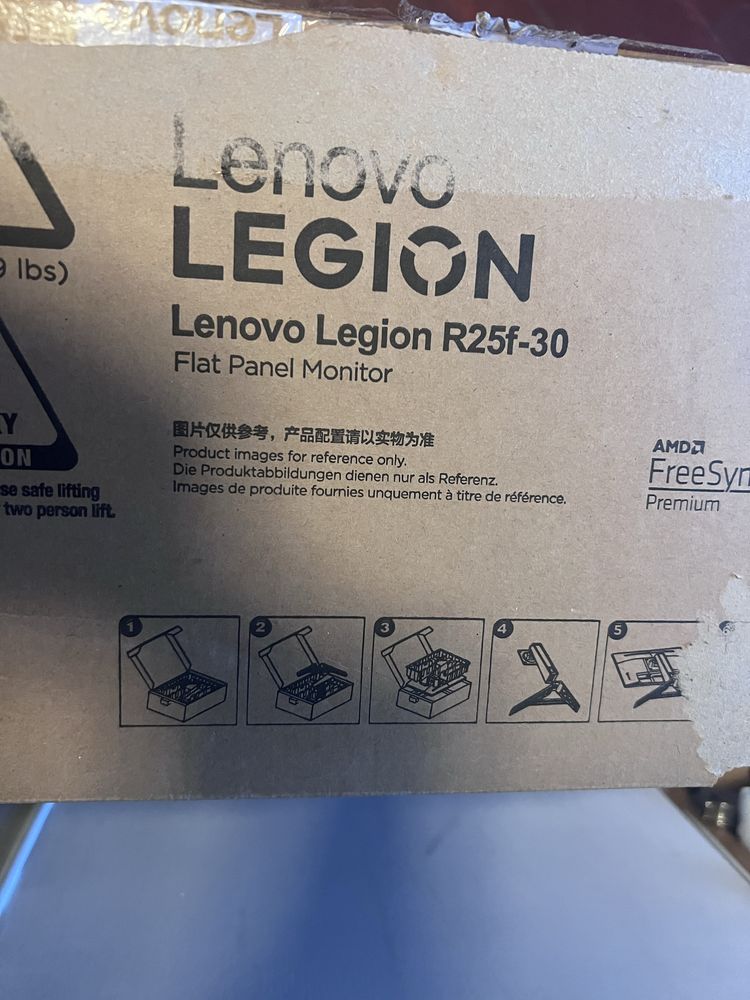 Lenovo
LEGION
Lenovo Legion R25f-30
Flat Panel Monitor
lbs)
ON
图片仅供参考，产品配置请以实物为准
Product images for reference only.
Die Produktabbildungen dienen nur als Referenz.
Images de produite fournies unquement à titre de référence.
safe lifting
two person lift.
AMD
FreeSyn
Premium
1 2 3 4 5